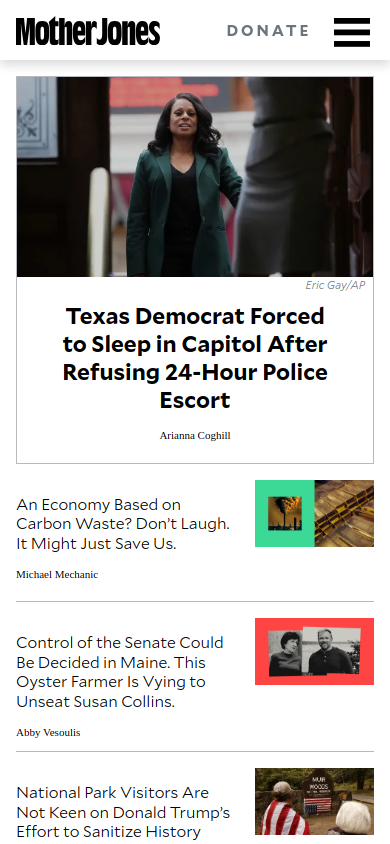 Mother Jones
DONATE
Eric Gay/AP
Texas Democrat Forced
to Sleep in Capitol After
Refusing 24-Hour Police
Escort
Arianna Coghill
An Economy Based on
Carbon Waste? Don’t Laugh.
It Might Just Save Us.
Michael Mechanic
Control of the Senate Could
Be Decided in Maine. This
Oyster Farmer Is Vying to
Unseat Susan Collins.
Abby Vesoulis
National Park Visitors Are
Not Keen on Donald Trump’s
Effort to Sanitize History
MUIR
WOODS